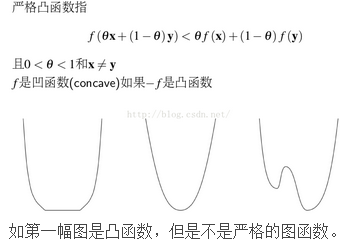 严格凸函数指
f(θx + (1 − θ)y) < θf(x) + (1 − θ)f(y)
且0 < θ < 1和x ≠ y
f是凹函数(concave)如果−f是凸函数
http://blog.csdn.net/
如第一幅图是凸函数，但是不是严格的图函数。